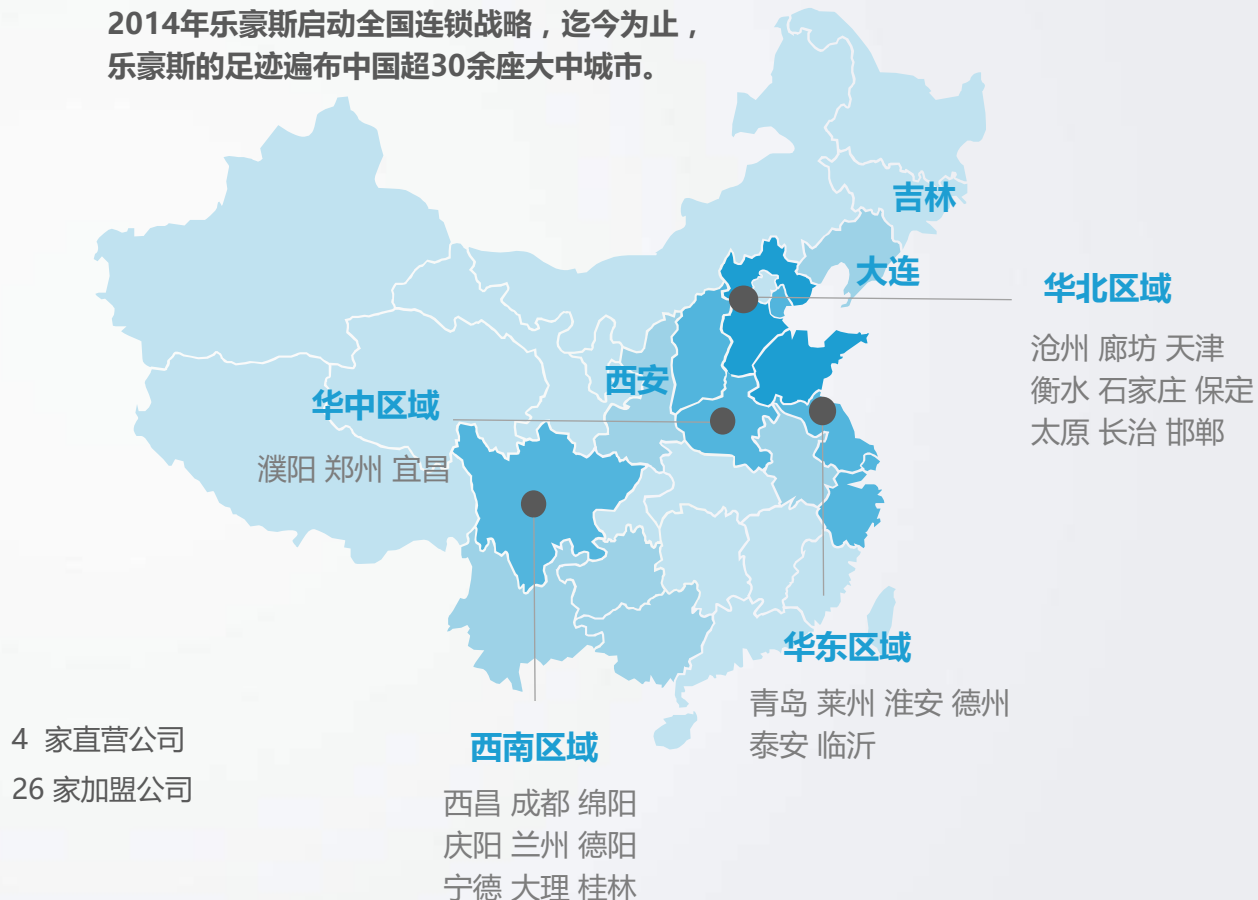 2014年乐豪斯启动全国连锁战略，迄今为止，
乐豪斯的足迹遍布中国超30余座大中城市。
吉林
大连
华北区域
沧州 廊坊 天津
衡水 石家庄 保定
太原 长治 邯郸
西安
华中区域
濮阳 郑州 宜昌
华东区域
青岛 莱州 淮安 德州
泰安 临沂
西南区域
西昌 成都 绵阳
庆阳 兰州 德阳
宁德 大理 桂林
4 家直营公司
26 家加盟公司